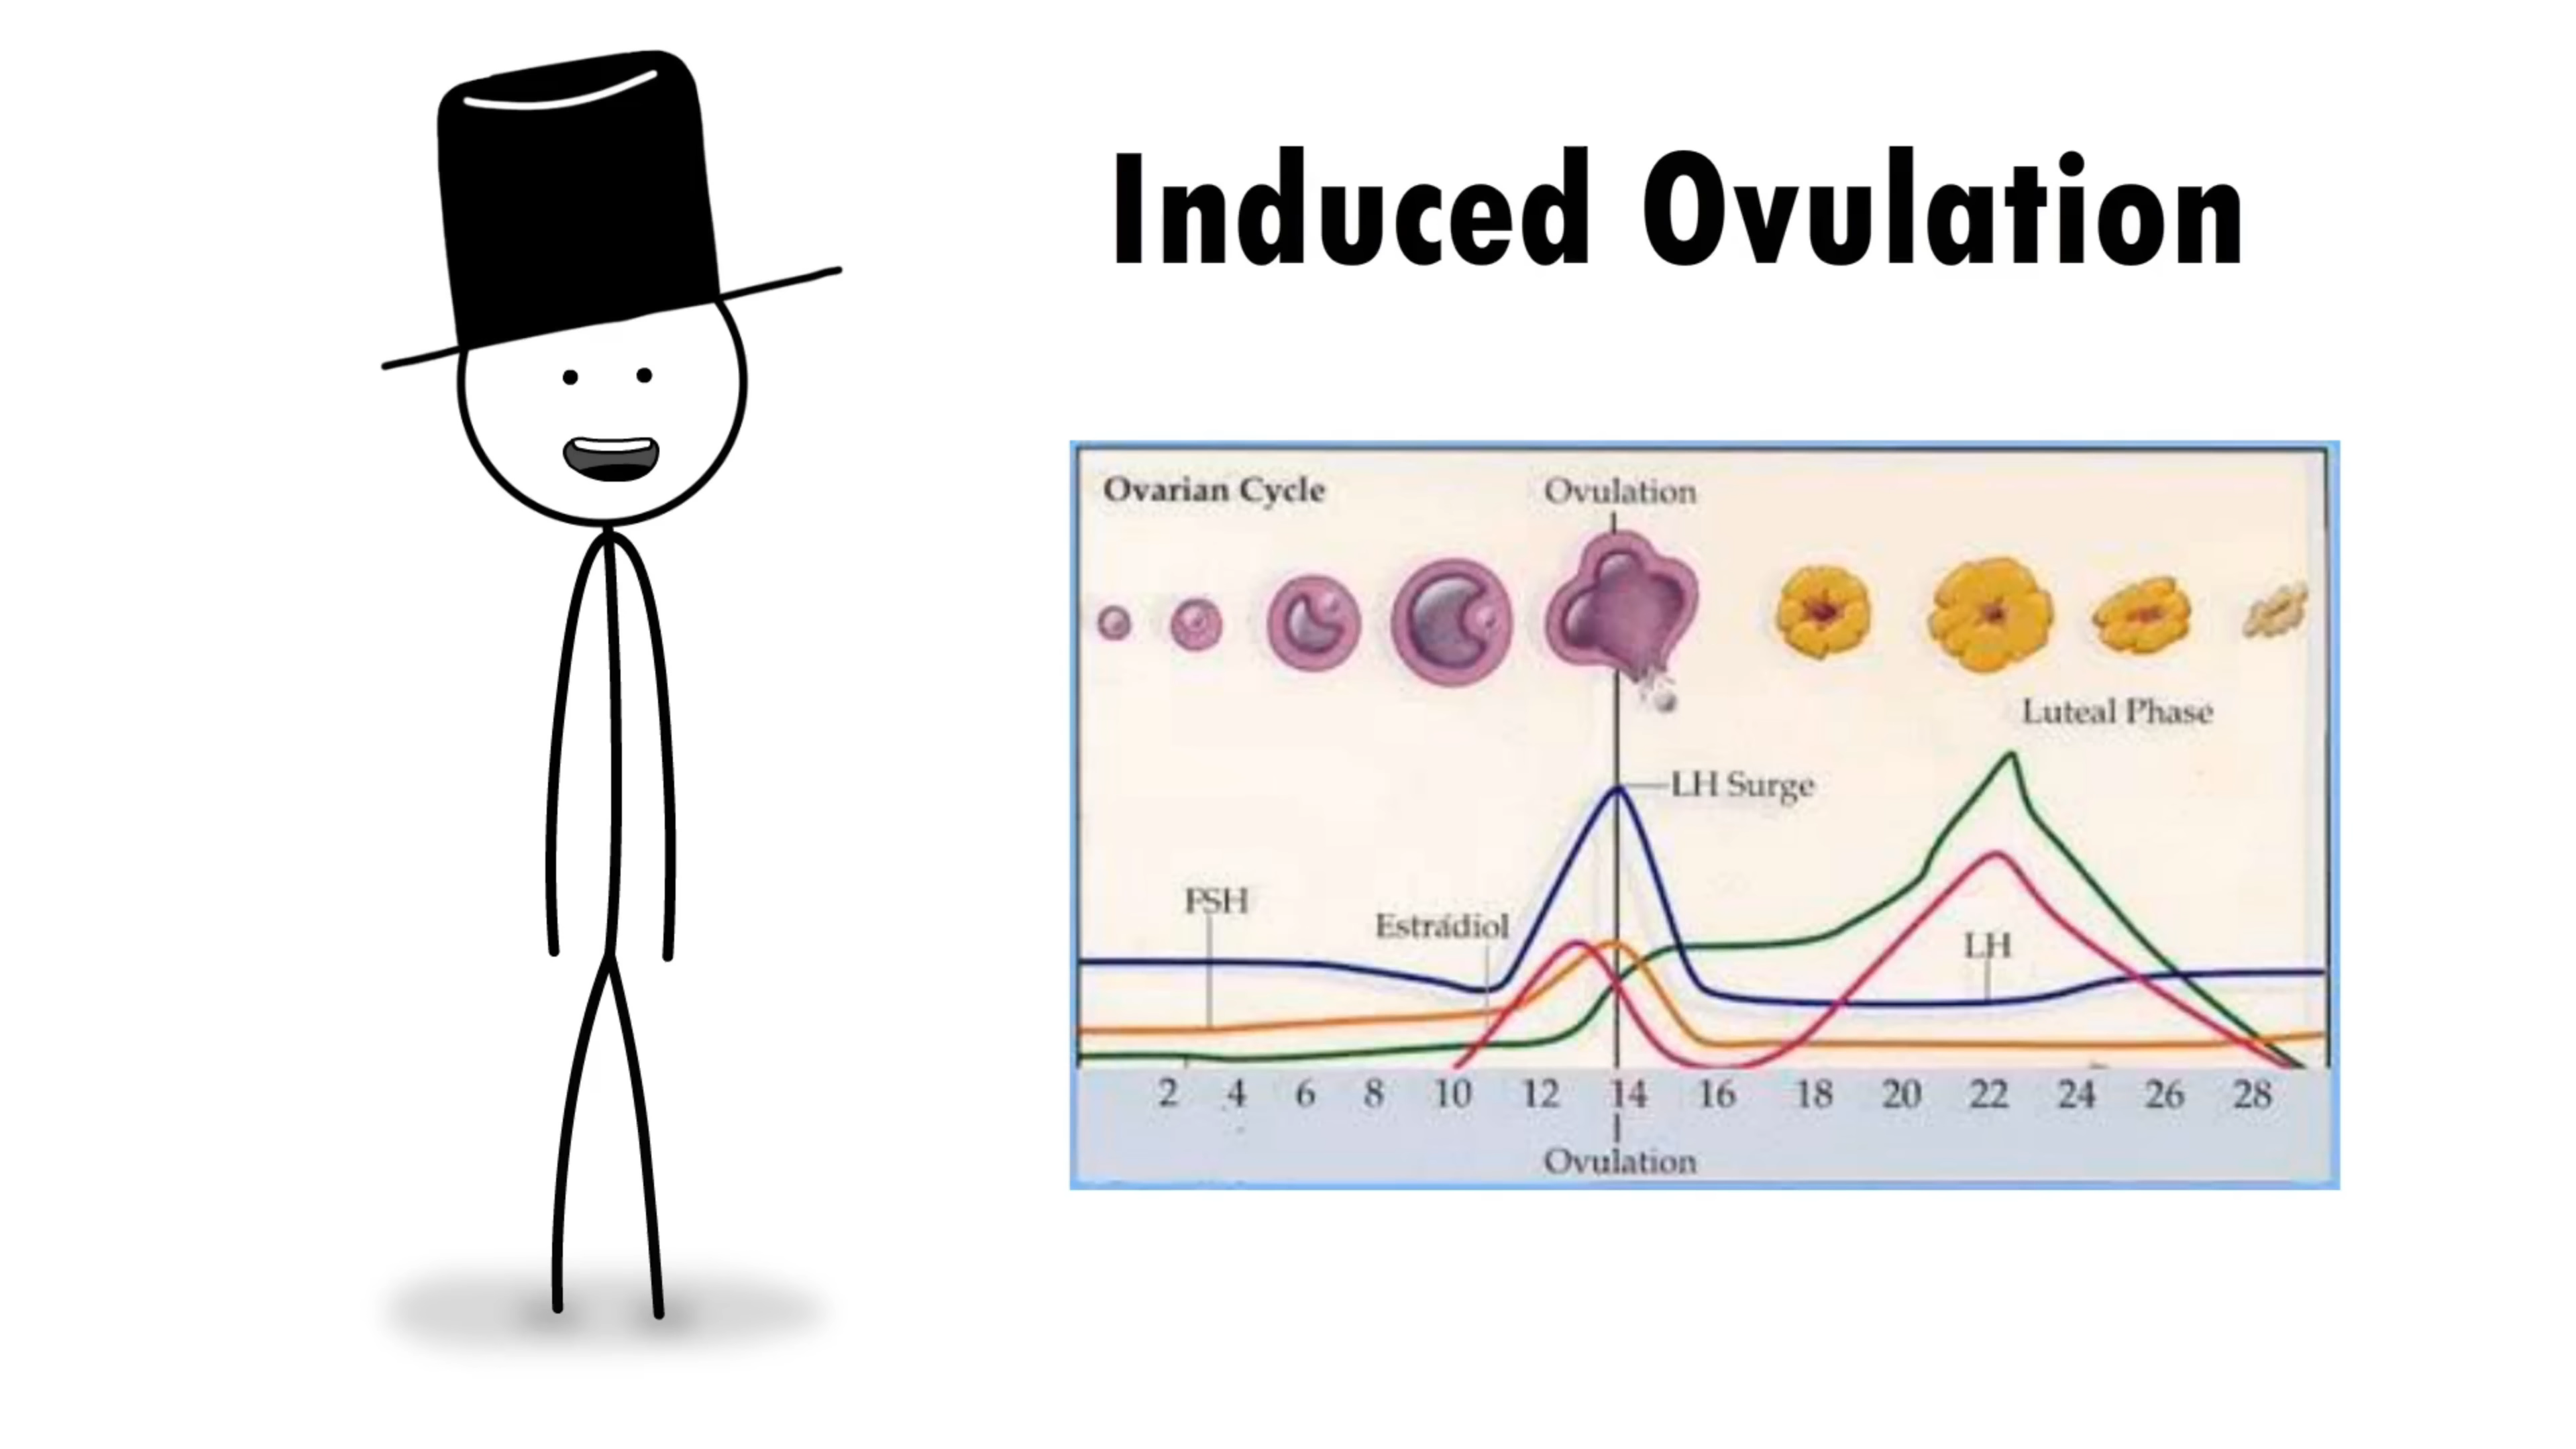 Induced Ovulation
Ovarian Cycle
Ovulation
Luteal Phase
LH Surge
FSH
Estradiol
LH
2 4 6 8 10 12 14 16 18 20 22 24 26 28
Ovulation